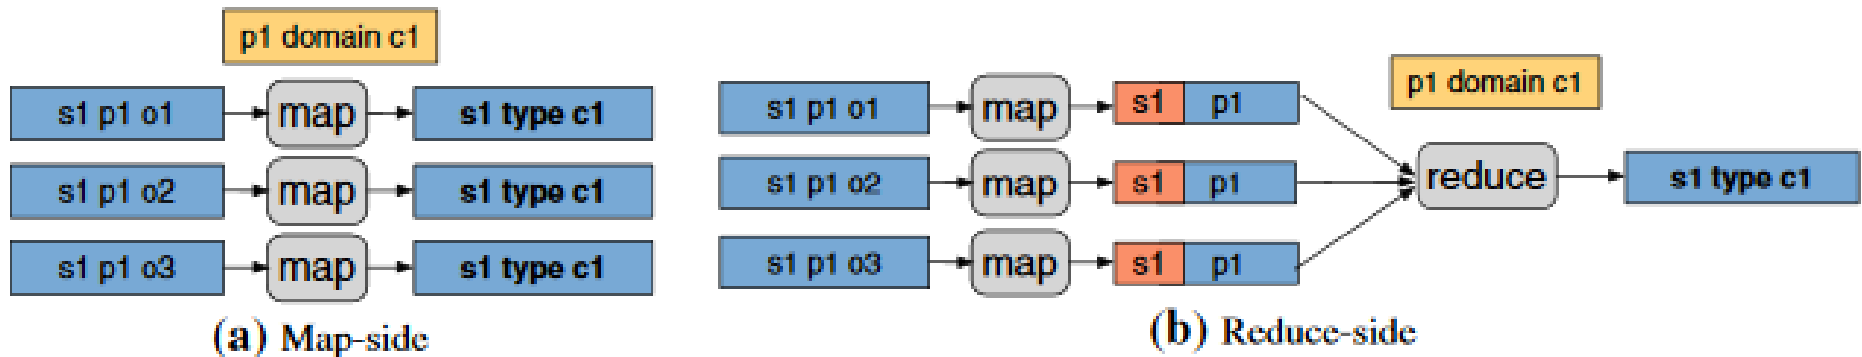 p1 domain c1
s1 p1 o1 map s1 type c1
s1 p1 o2 map s1 type c1
s1 p1 o3 map s1 type c1
(a) Map-side
p1 domain c1
s1 p1 o1 map s1 p1
s1 p1 o2 map s1 p1 reduce s1 type c1
s1 p1 o3 map s1 p1
(b) Reduce-side